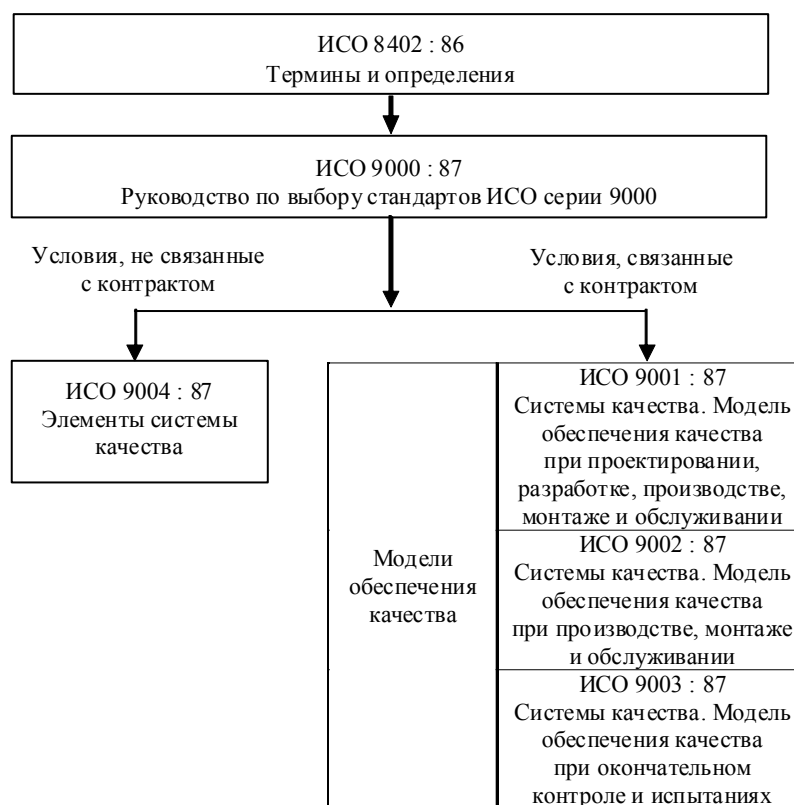 ИСО 8402 : 86
Термины и определения
ИСО 9000 : 87
Руководство по выбору стандартов ИСО серии 9000
Условия, не связанные
с контрактом
Условия, связанные
с контрактом
ИСО 9004 : 87
Элементы системы
качества
Модели
обеспечения
качества
ИСО 9001 : 87
Системы качества. Модель
обеспечения качества
при проектировании,
разработке, производстве,
монтаже и обслуживании
ИСО 9002 : 87
Системы качества. Модель
обеспечения качества
при производстве, монтаже
и обслуживании
ИСО 9003 : 87
Системы качества. Модель
обеспечения качества
при окончательном
контроле и испытаниях